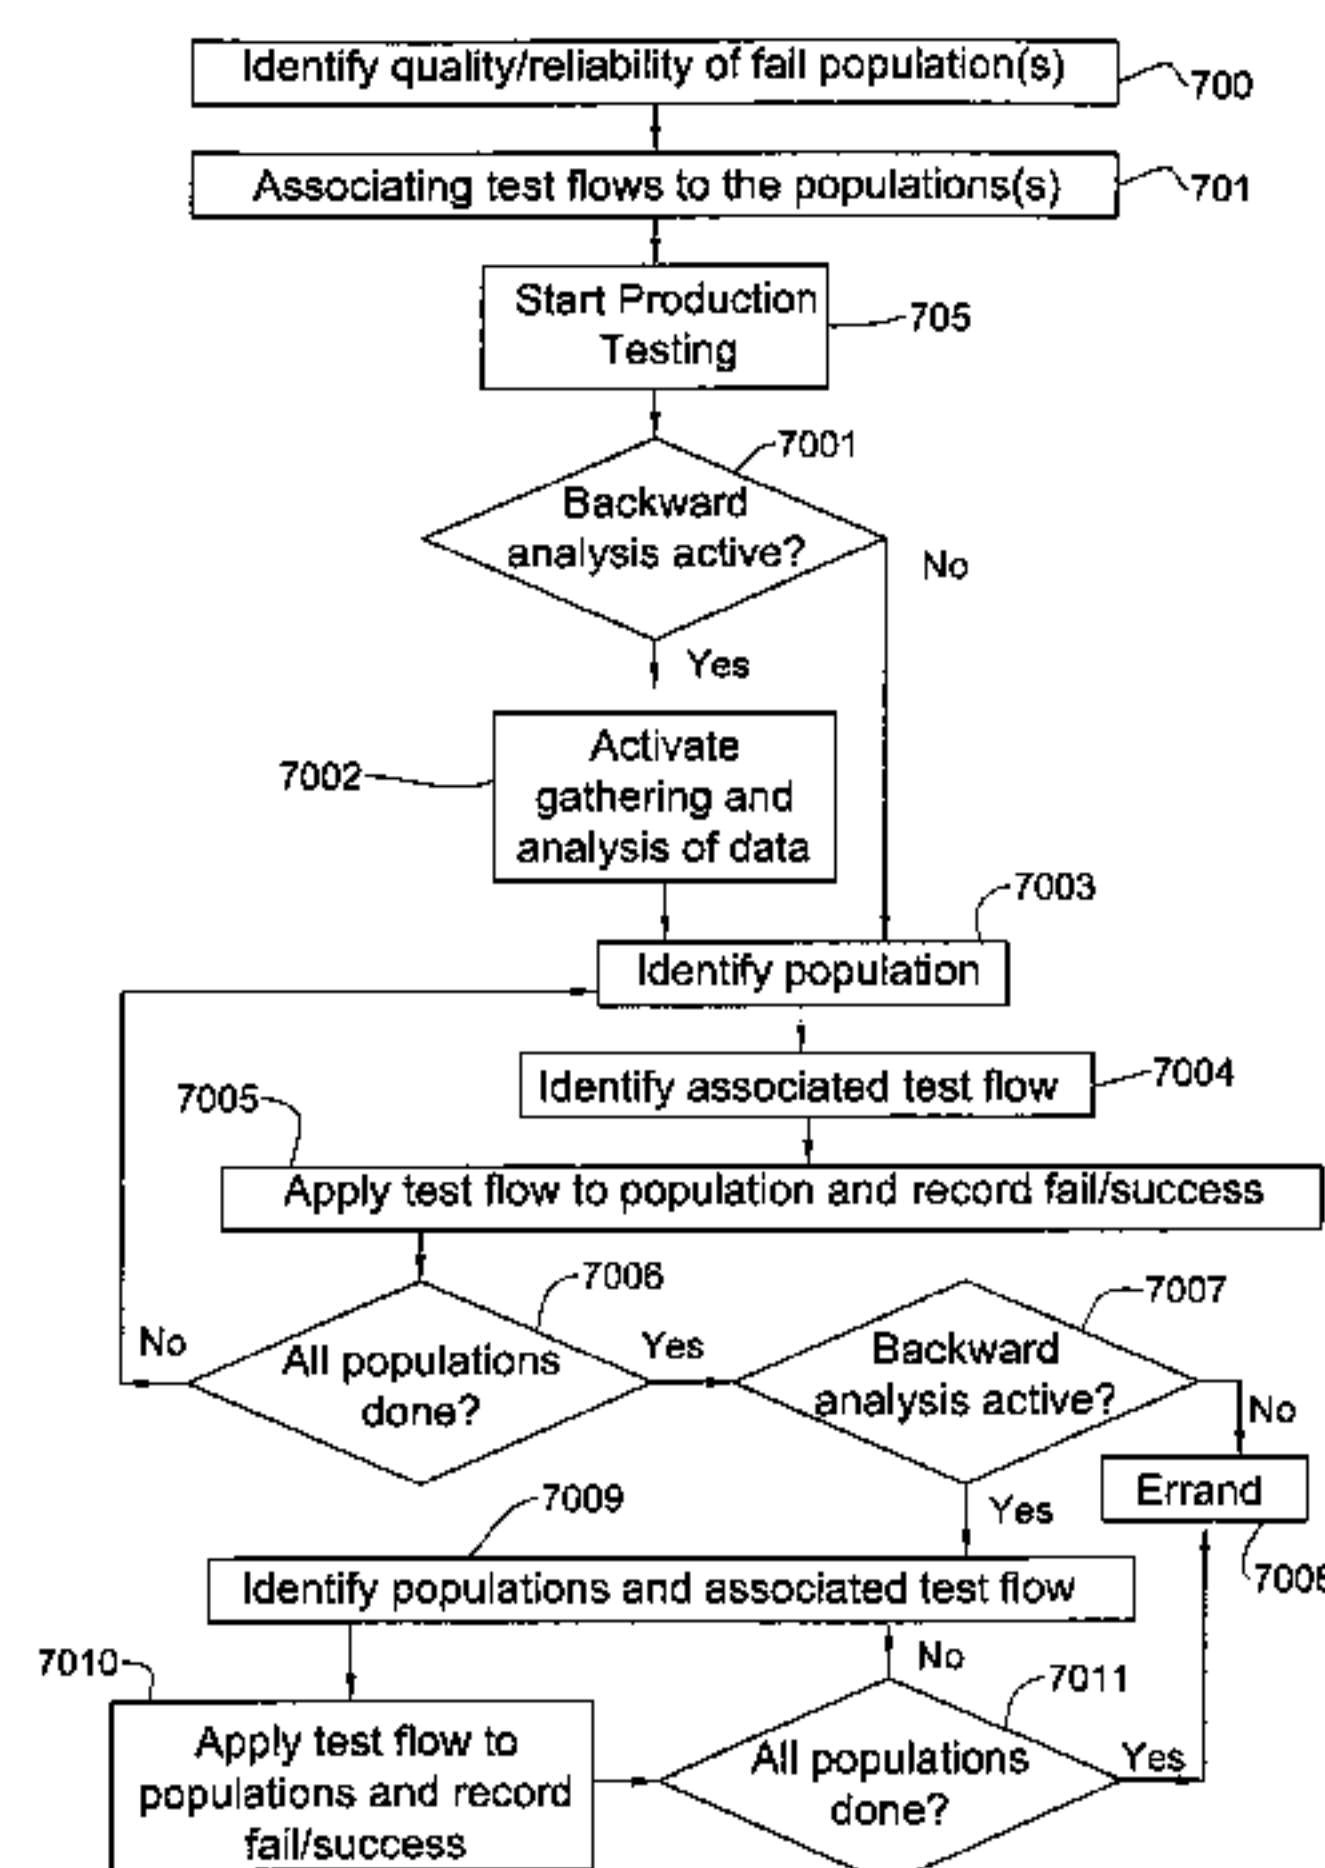 Identify quality/reliability of fail population(s)
700
Associating test flows to the populations(s)
701
Start Production
Testing
705
7001
Backward
analysis active?
No
Yes
7002
Activate
gathering and
analysis of data
7003
Identify population
7004
Identify associated test flow
7005
Apply test flow to population and record fail/success
7006
7007
No
All populations
done?
Yes
Backward
analysis active?
No
Errand
7009
Yes
Identify populations and associated test flow
7010
No
7011
Apply test flow to
populations and record
fail/success
All populations
done?
Yes